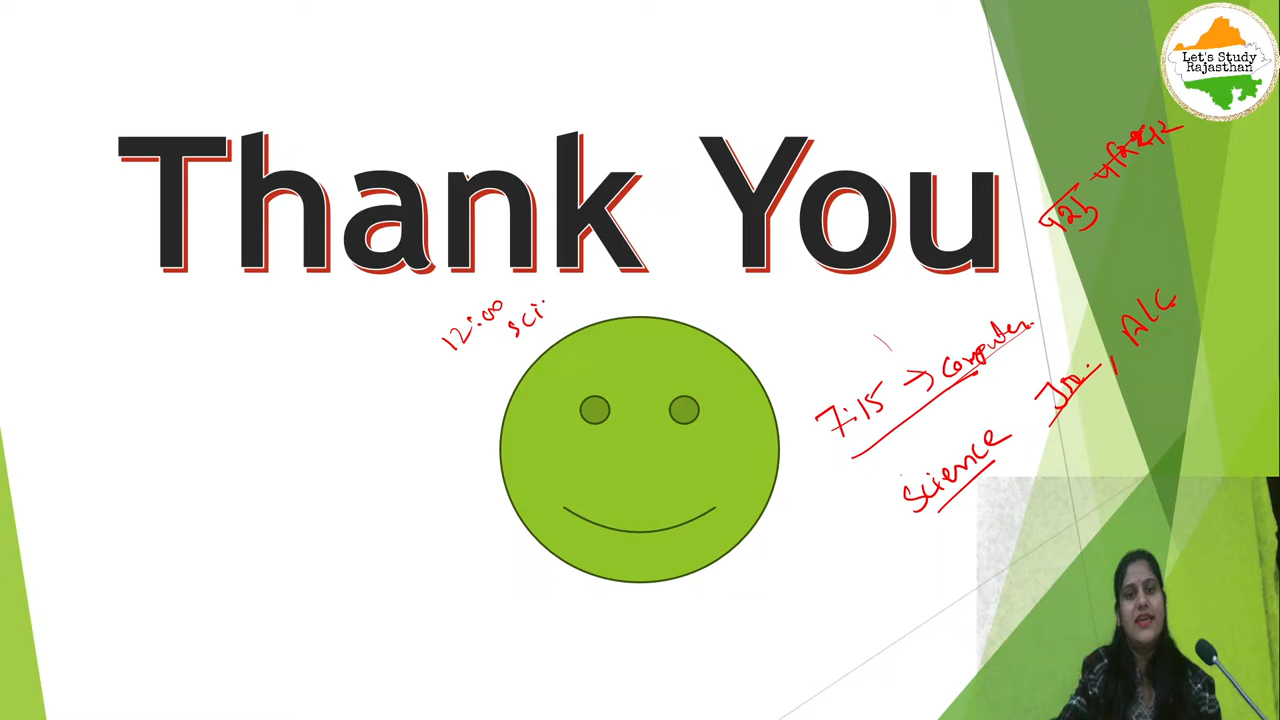 Let's Study
Rajasthan
Thank You
12:00
Sci.
7:15 → Computer
Science
A/C